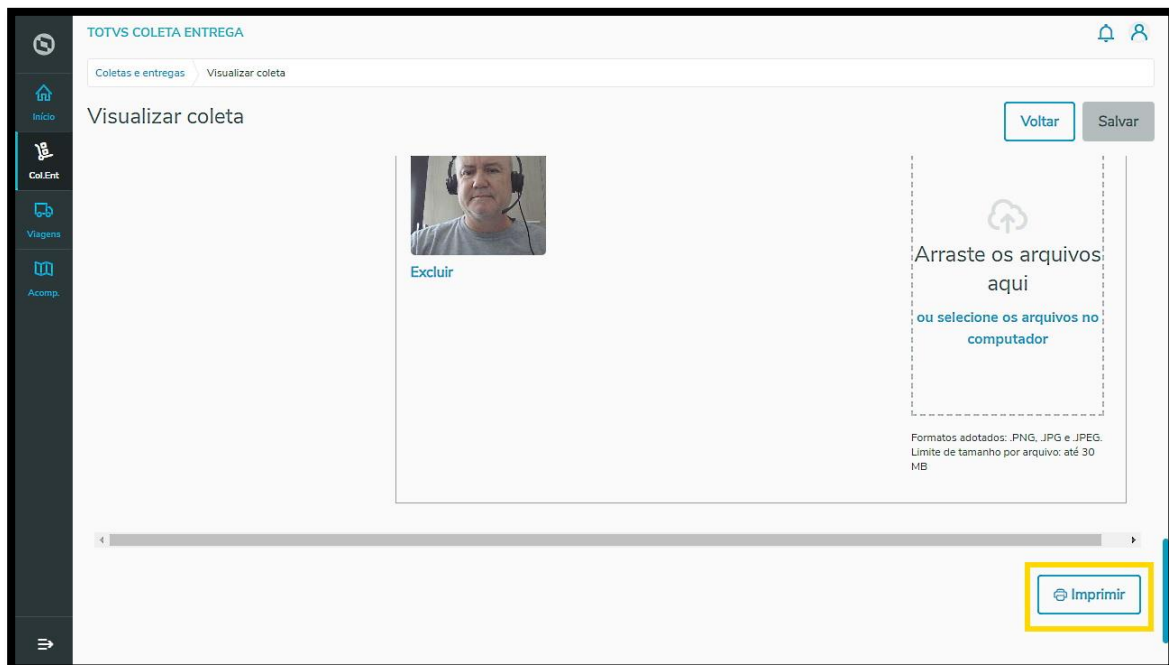 TOTVS COLETA ENTREGA
Coletas e entregas Visualizar coleta
Início
Col.Ent
Viagens
Acomp.
Visualizar coleta
Voltar
Salvar
Excluir
Arraste os arquivos
aqui
ou selecione os arquivos no
computador
Formatos adotados: .PNG, .JPG e .JPEG.
Limite de tamanho por arquivo: até 30
MB
Imprimir